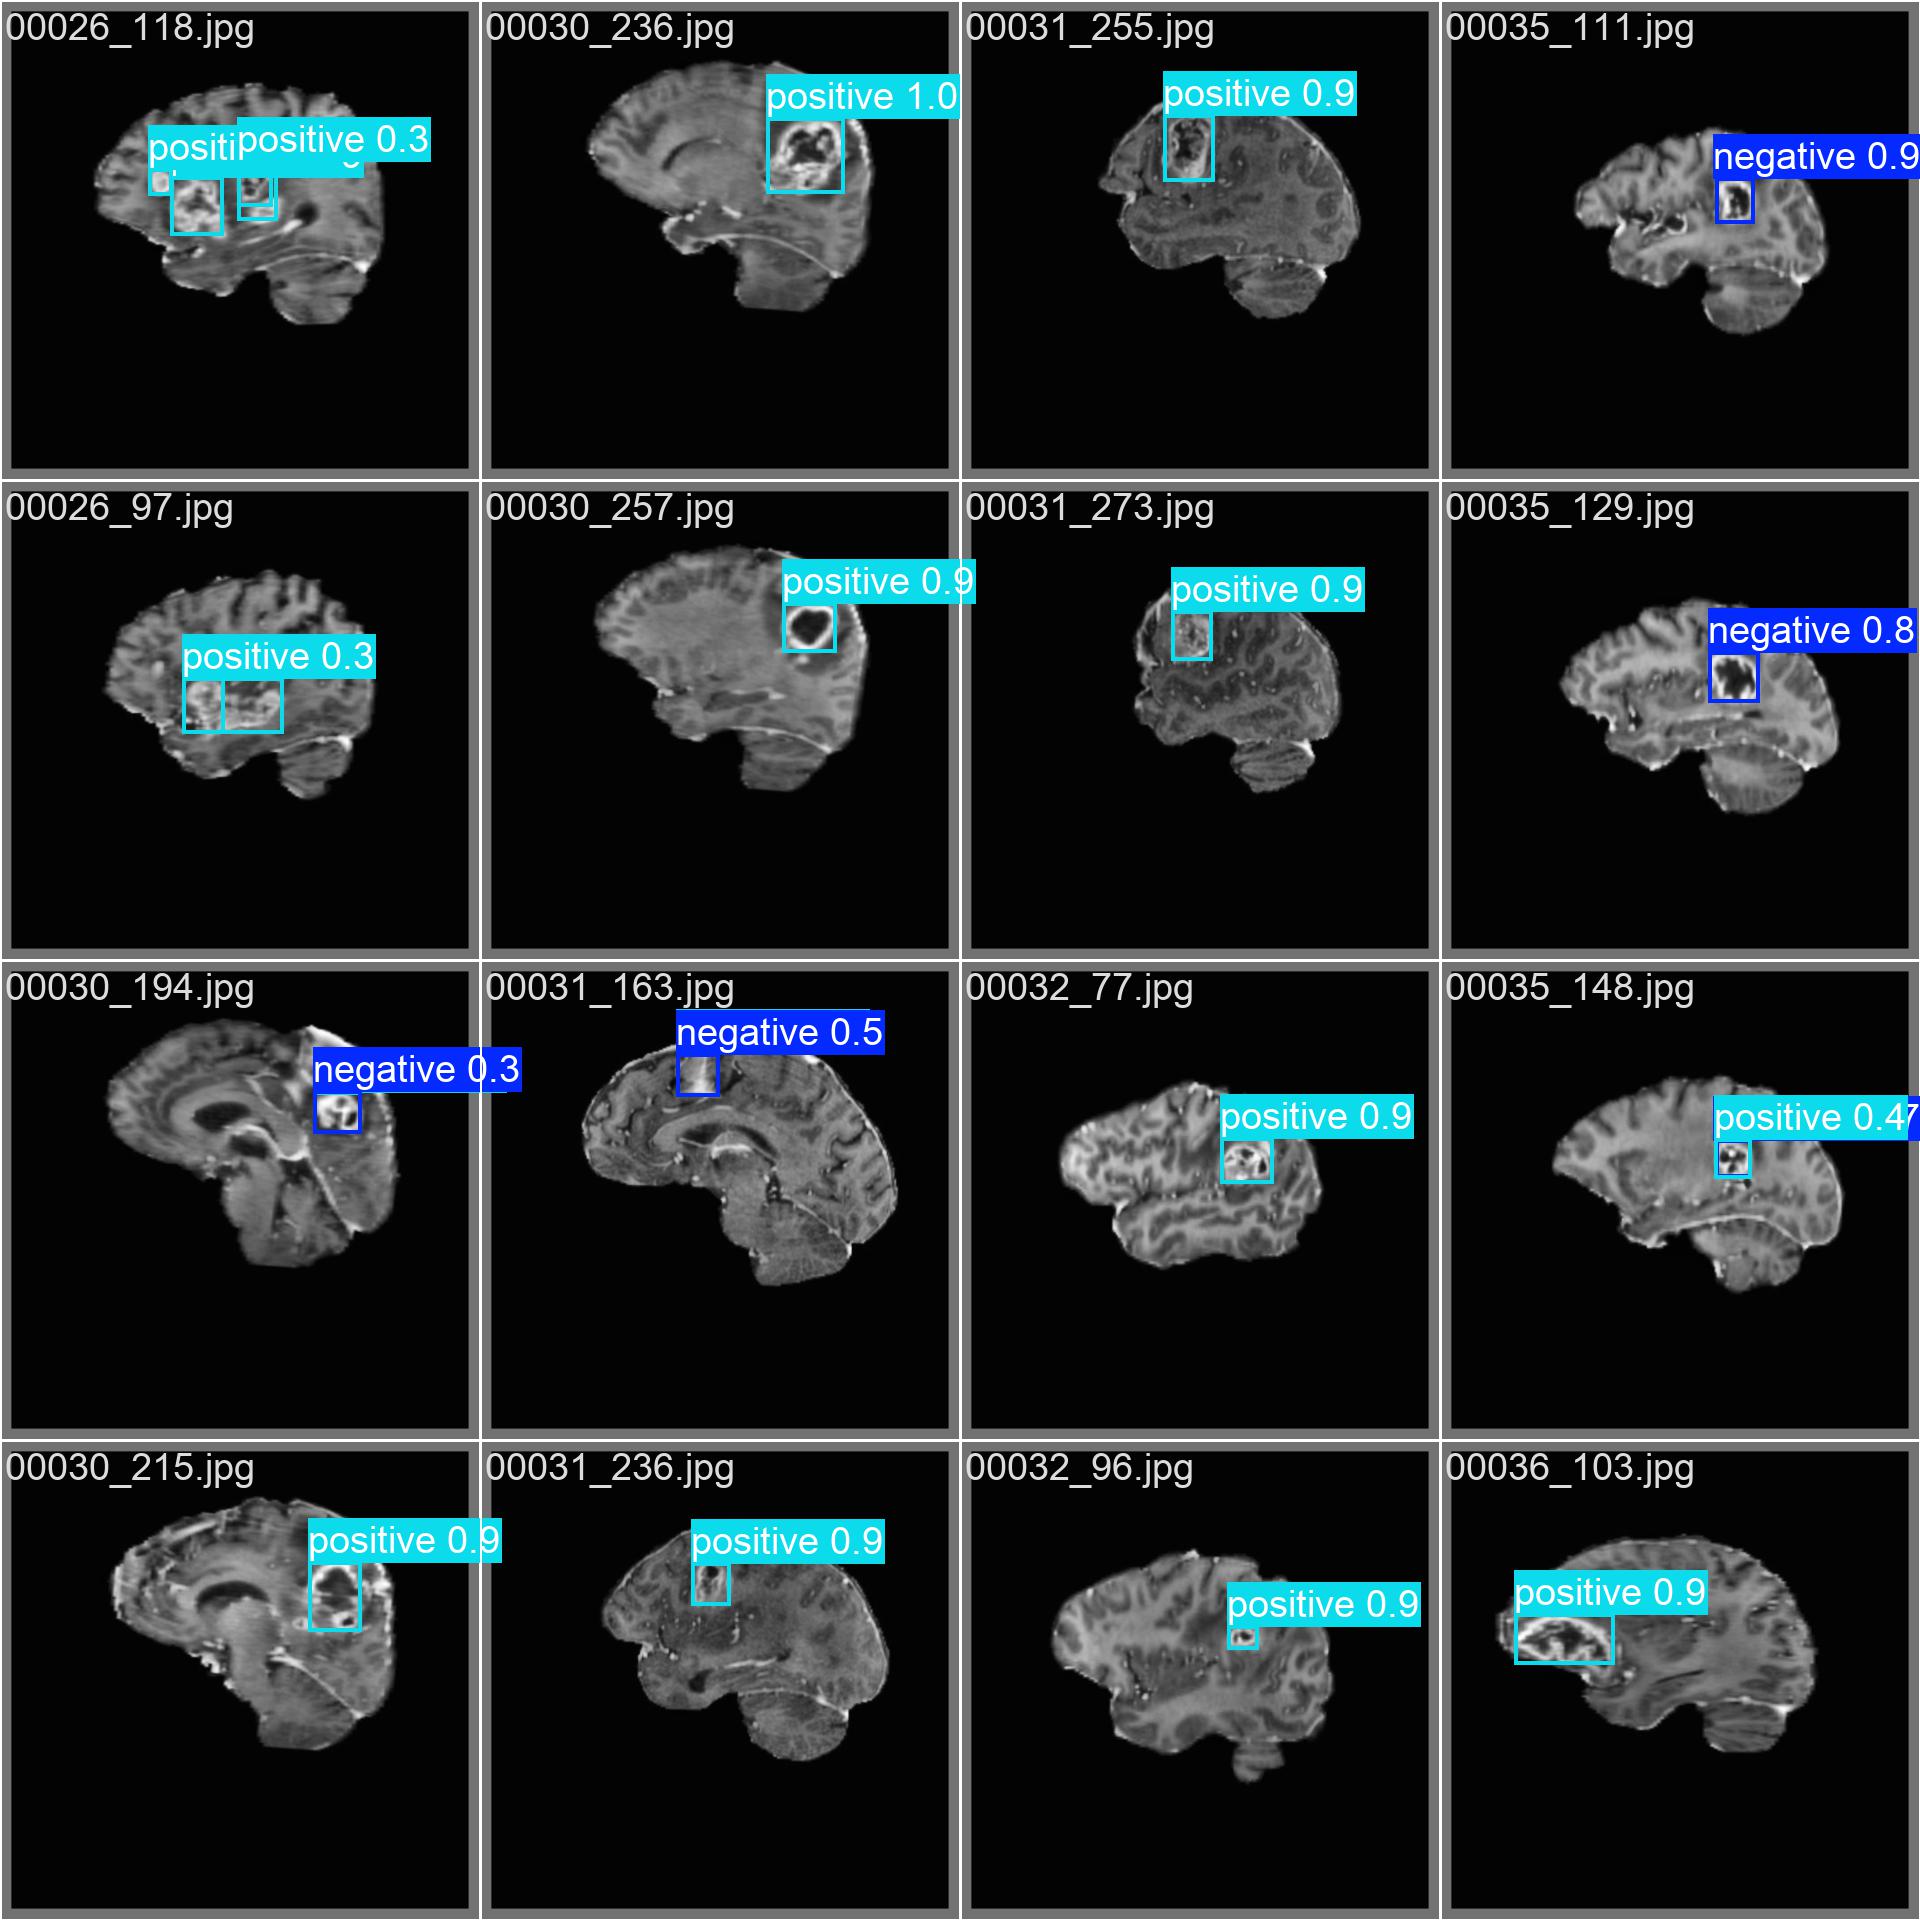 00026_118.jpg
positi
positive 0.3
00030_236.jpg
positive 1.0
00031_255.jpg
positive 0.9
00035_111.jpg
negative 0.9
00026_97.jpg
positive 0.3
00030_257.jpg
positive 0.9
00031_273.jpg
positive 0.9
00035_129.jpg
negative 0.8
00030_194.jpg
negative 0.3
00031_163.jpg
negative 0.5
00032_77.jpg
positive 0.9
00035_148.jpg
positive 0.4
00030_215.jpg
positive 0.9
00031_236.jpg
positive 0.9
00032_96.jpg
positive 0.9
00036_103.jpg
positive 0.9